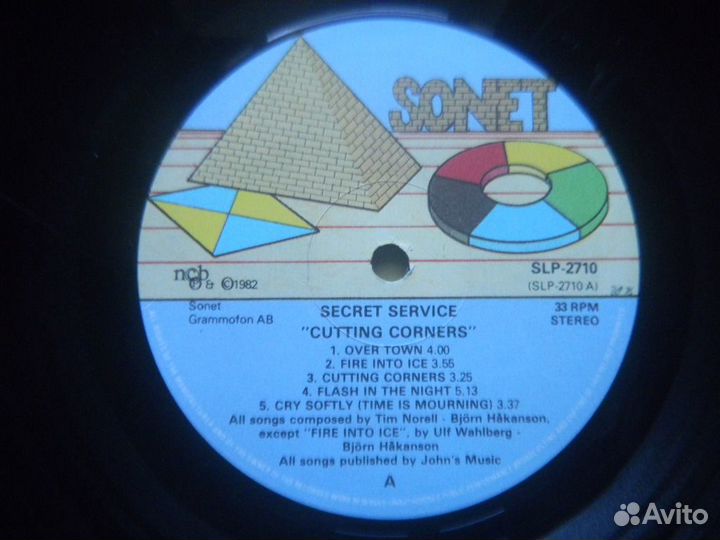 SONET
ncb
℗ & ©1982
SLP-2710
(SLP-2710 A)
Sonet
Grammofon AB
33 RPM
STEREO
SECRET SERVICE
"CUTTING CORNERS"
1. OVER TOWN 4.00
2. FIRE INTO ICE 3.55
3. CUTTING CORNERS 3.25
4. FLASH IN THE NIGHT 5.13
5. CRY SOFTLY (TIME IS MOURNING) 3.37
All songs composed by Tim Norell - Björn Håkanson,
except "FIRE INTO ICE", by Ulf Wahlberg -
Björn Håkanson
All songs published by John's Music
A
Avito